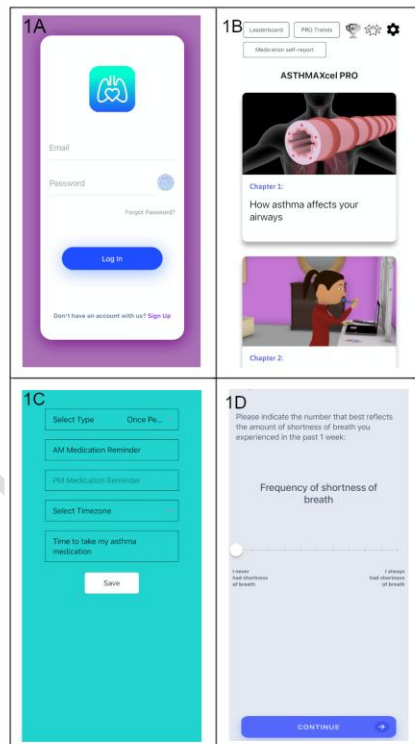 1A
Email
Password
Forgot Password?
Log In
Don't have an account with us? Sign Up
1B
Leaderboard
PRO Trends
Medication self-report
ASTHMAXcel PRO
Chapter 1:
How asthma affects your
airways
Chapter 2:
1C
Select Type Once Pe...
AM Medication Reminder
PM Medication Reminder
Select Timezone
Time to take my asthma
medication
Save
1D
Please indicate the number that best reflects
the amount of shortness of breath you
experienced in the past 1 week:
Frequency of shortness of
breath
I never
had shortness
of breath
I always
had shortness
of breath
CONTINUE